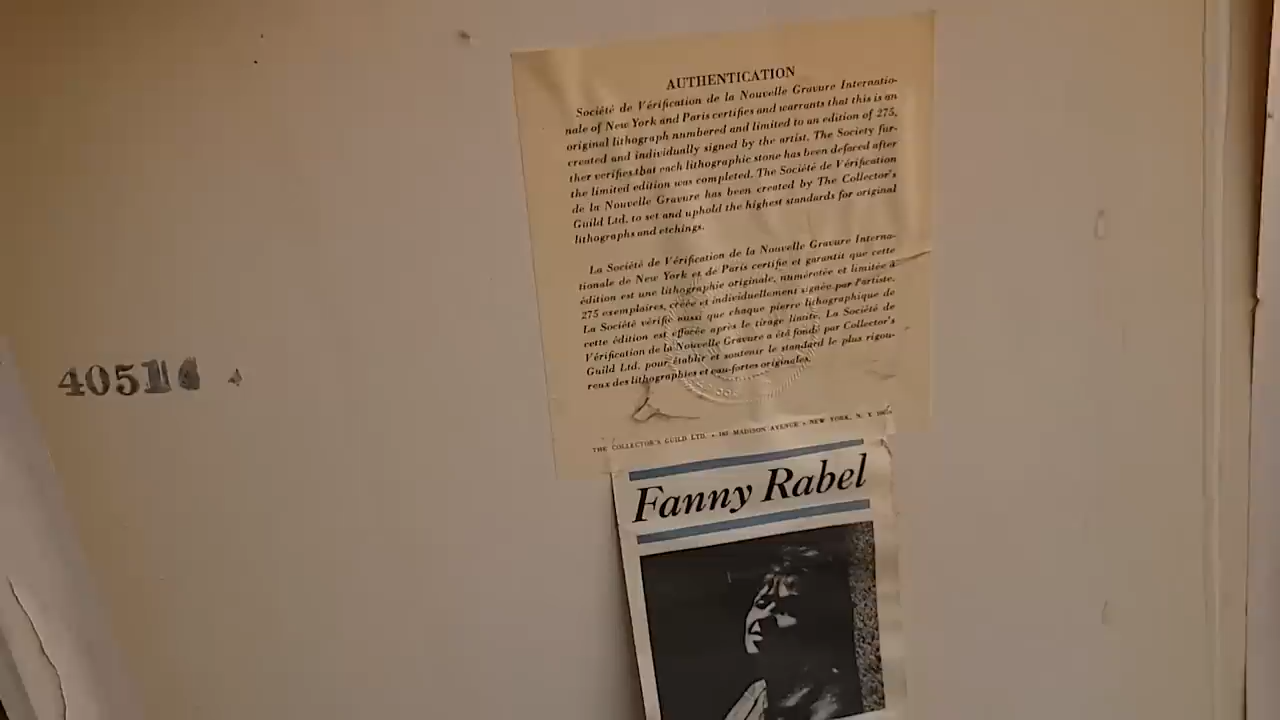 AUTHENTICATION
Société de Vérification de la Nouvelle Gravure Internatio-
nale of New York and Paris certifies and warrants that this is an
original lithograph numbered and limited to an edition of 275,
created and individually signed by the artist. The Society fur-
ther verifies that each lithographic stone has been defaced after
the limited edition was completed. The Société de Vérification
de la Nouvelle Gravure has been created by The Collector's
Guild Ltd. to set and uphold the highest standards for original
lithographs and etchings.
La Société de Vérification de la Nouvelle Gravure Interna-
tionale de New York et de Paris certifie et garantit que cette
édition est une lithographie originale, numérotée et limitée à
275 exemplaires, créée et individuellement signée par l'artiste.
La Société vérifie aussi que chaque pierre lithographique de
cette édition est effacée après le tirage limite. La Société de
Vérification de la Nouvelle Gravure a été fondé par Collector's
Guild Ltd. pour établir et soutenir le standard le plus rigou-
reux des lithographies et eau-fortes originales.
THE COLLECTOR'S GUILD LTD. • 185 MADISON AVENUE • NEW YORK, N. Y.
4051
Fanny Rabel